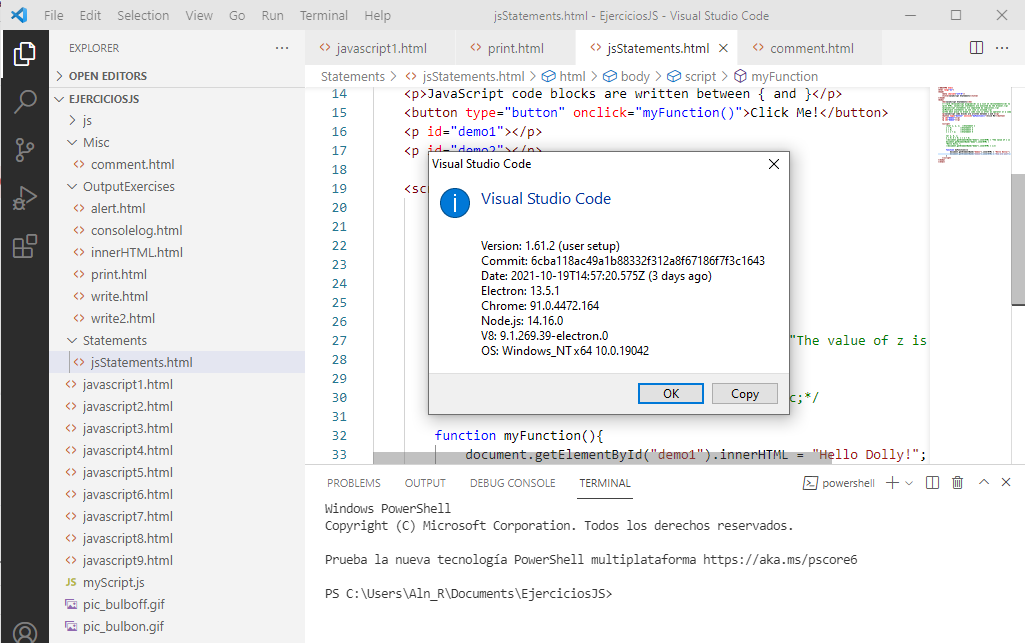 File Edit Selection View Go Run Terminal Help jsStatements.html - EjerciciosJS - Visual Studio Code
EXPLORER
OPEN EDITORS
EJERCICIOSJS
js
Misc
comment.html
OutputExercises
alert.html
consolelog.html
innerHTML.html
print.html
write.html
write2.html
Statements
jsStatements.html
javascript1.html
javascript2.html
javascript3.html
javascript4.html
javascript5.html
javascript6.html
javascript7.html
javascript8.html
javascript9.html
JS myScript.js
pic_bulboff.gif
pic_bulbon.gif
javascript1.html print.html jsStatements.html comment.html
Statements > jsStatements.html > html > body > script > myFunction
14 <p>JavaScript code blocks are written between { and }</p>
15 <button type="button" onclick="myFunction()">Click Me!</button>
16 <p id="demo1"></p>
17 <p id="demo2"></p>
18
19 <scr
20
21
22
23
24
25
26
27 "The value of z is
28
29
30 c;*/
31
32 function myFunction(){
33 document.getElementById("demo1").innerHTML = "Hello Dolly!";
Visual Studio Code
Visual Studio Code
Version: 1.61.2 (user setup)
Commit: 6cba118ac49a1b88332f312a8f67186f7f3c1643
Date: 2021-10-19T14:57:20.575Z (3 days ago)
Electron: 13.5.1
Chrome: 91.0.4472.164
Node.js: 14.16.0
V8: 9.1.269.39-electron.0
OS: Windows_NT x64 10.0.19042
OK Copy
PROBLEMS OUTPUT DEBUG CONSOLE TERMINAL powershell
Windows PowerShell
Copyright (C) Microsoft Corporation. Todos los derechos reservados.
Prueba la nueva tecnología PowerShell multiplataforma https://aka.ms/pscore6
PS C:\Users\Aln_R\Documents\EjerciciosJS>